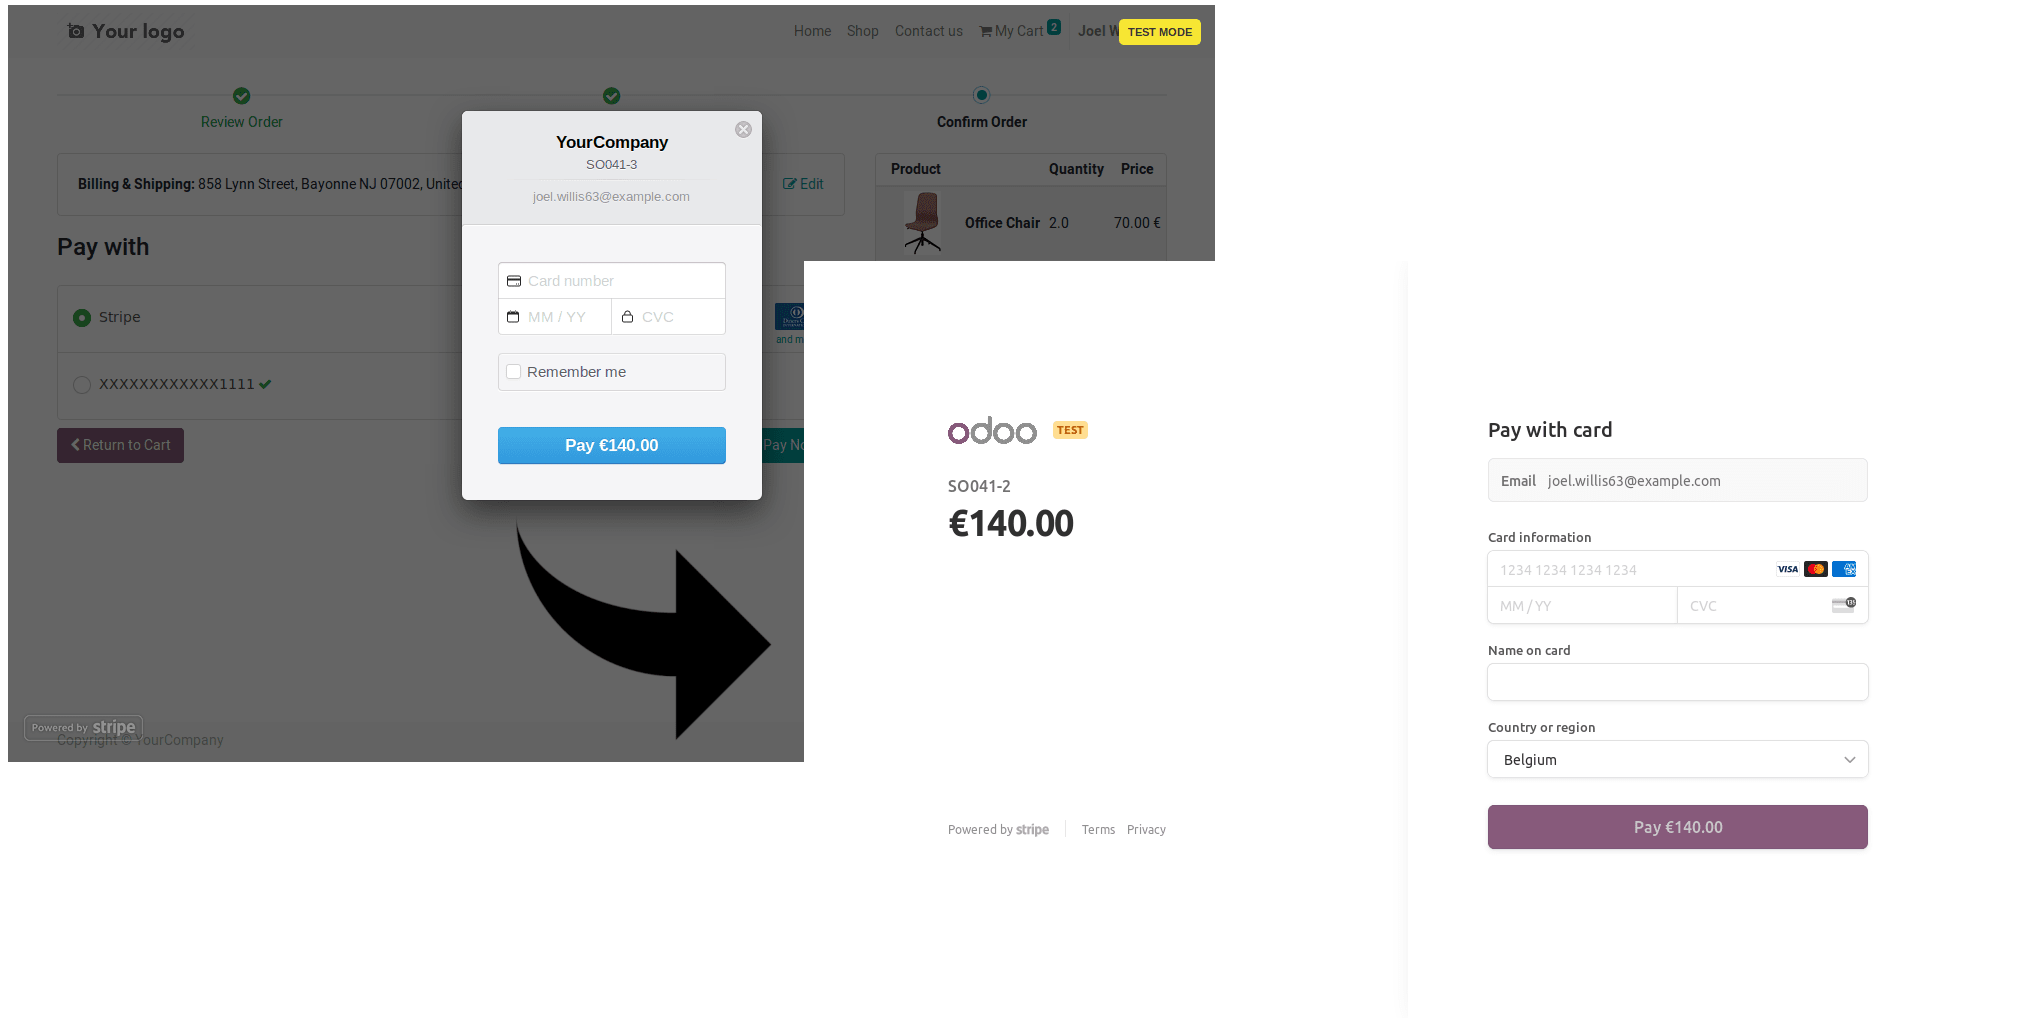 Your logo
Home Shop Contact us My Cart 2 Joel W
TEST MODE
Review Order
Confirm Order
Billing & Shipping: 858 Lynn Street, Bayonne NJ 07002, United
Edit
Product Quantity Price
Office Chair 2.0 70.00 €
Pay with
Stripe
and m
XXXXXXXXXXXX1111
Return to Cart
Pay No
YourCompany
SO041-3
joel.willis63@example.com
Card number
MM / YY CVC
Remember me
Pay €140.00
Powered by stripe
Copyright © YourCompany
odoo TEST
SO041-2
€140.00
Powered by stripe Terms Privacy
Pay with card
Email joel.willis63@example.com
Card information
1234 1234 1234 1234 VISA
MM / YY CVC
Name on card
Country or region
Belgium
Pay €140.00